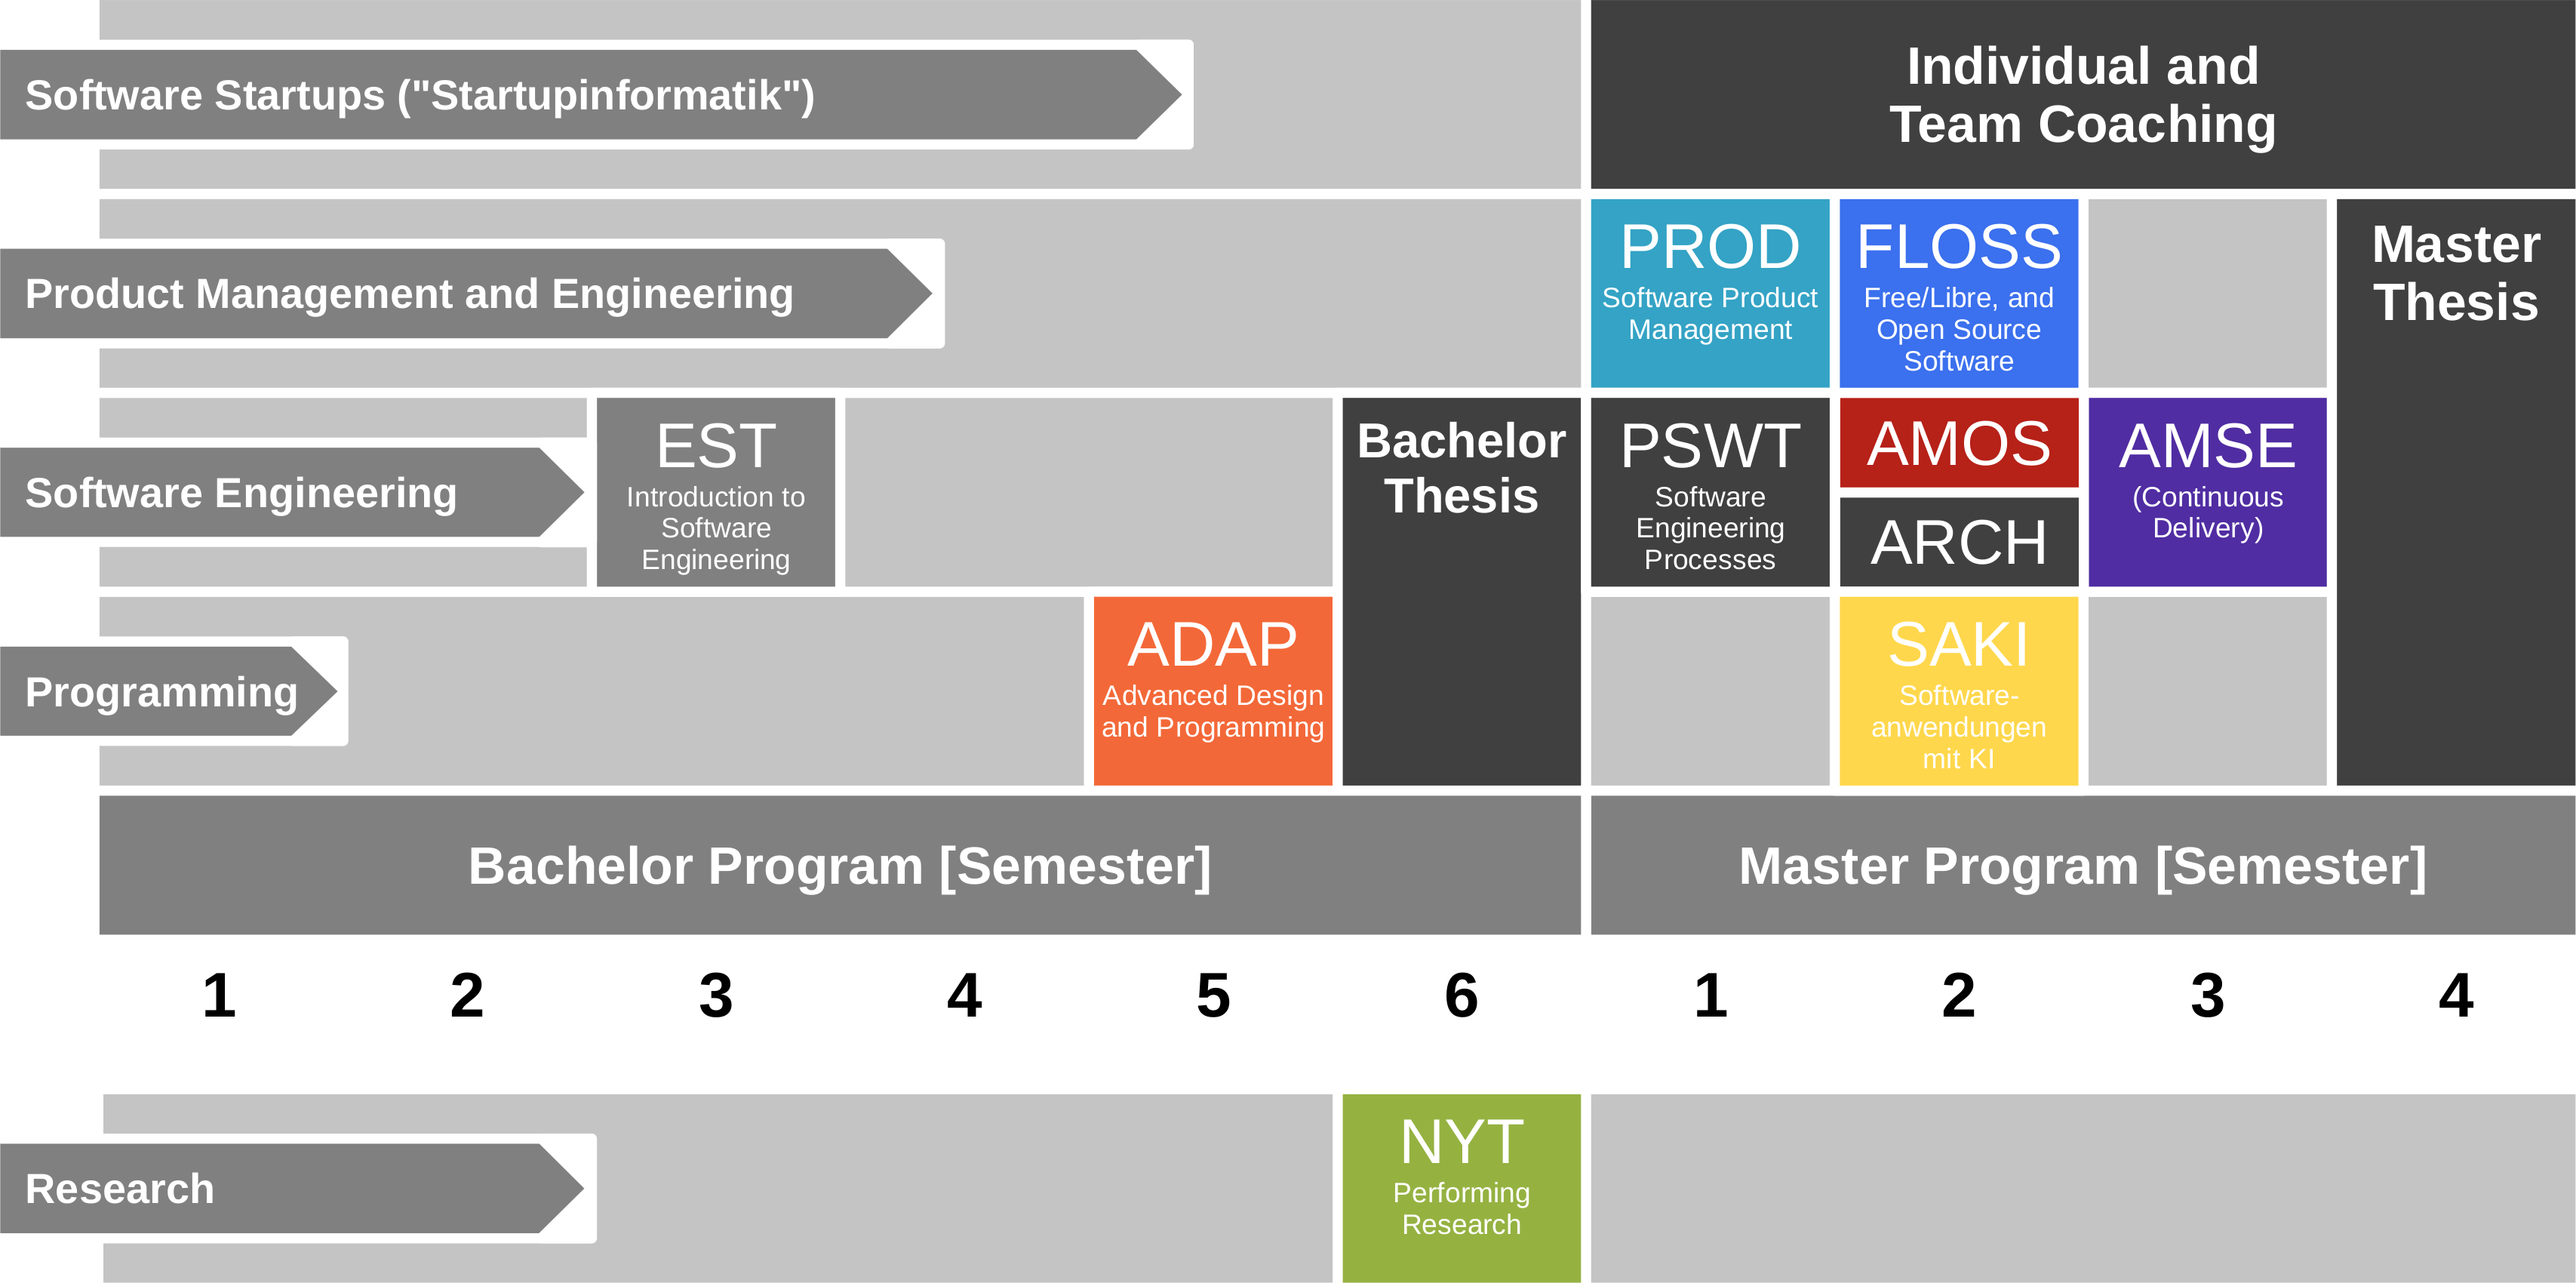 Software Startups ("Startupinformatik")
Individual and
Team Coaching
Product Management and Engineering
PROD
Software Product
Management
FLOSS
Free/Libre, and
Open Source
Software
Master
Thesis
Software Engineering
EST
Introduction to
Software
Engineering
Bachelor
Thesis
PSWT
Software
Engineering
Processes
AMOS
ARCH
AMSE
(Continuous
Delivery)
Programming
ADAP
Advanced Design
and Programming
SAKI
Software-
anwendungen
mit KI
Bachelor Program [Semester]
Master Program [Semester]
1 2 3 4 5 6 1 2 3 4
Research
NYT
Performing
Research